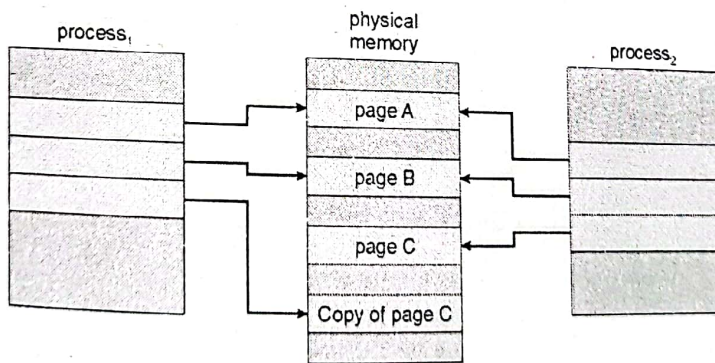 process₁
physical
memory
process₂
page A
page B
page C
Copy of page C